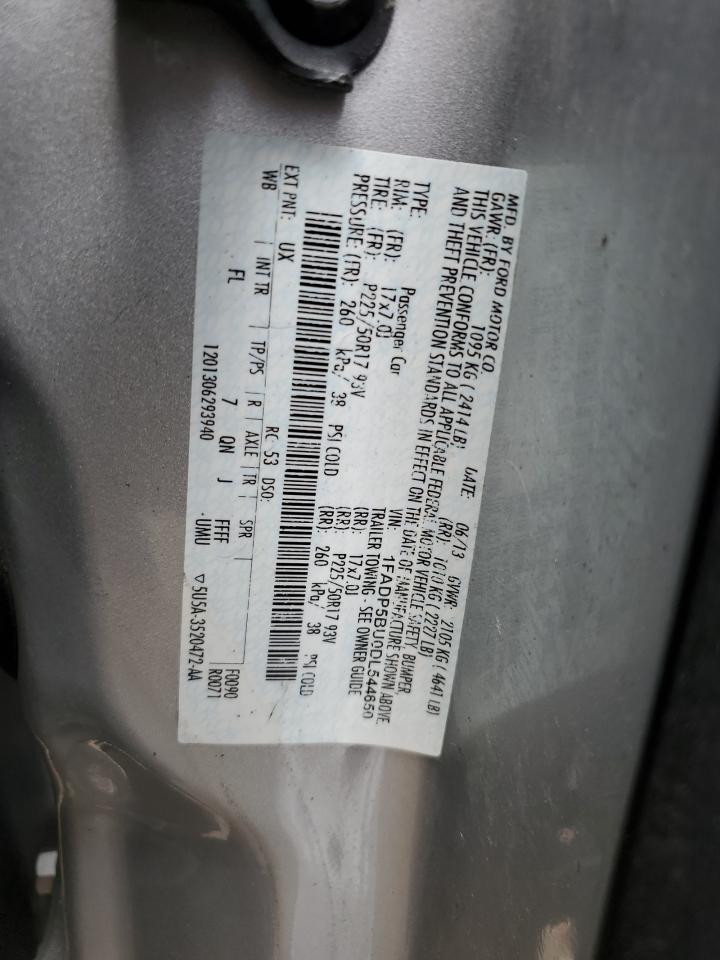 MFD. BY FORD MOTOR CO.
DATE: 06/13 GVWR: 2105 KG ( 4641 LB)
GAWR: (FR): 1095 KG ( 2414 LB) (RR): 1010 KG ( 2227 LB)
THIS VEHICLE CONFORMS TO ALL APPLICABLE FEDERAL MOTOR VEHICLE SAFETY, BUMPER,
AND THEFT PREVENTION STANDARDS IN EFFECT ON THE DATE OF MANUFACTURE SHOWN ABOVE.
VIN: 1FADP5BU0DL544650
TYPE: Passenger Car TRAILER TOWING - SEE OWNER GUIDE
RIM: (FR): 17x7.0J (RR): 17x7.0J
TIRE: (FR): P225/50R17 93V (RR): P225/50R17 93V
PRESSURE: (FR): 260 kPa/ 38 PSI COLD (RR): 260 kPa/ 38 PSI COLD
EXT PNT: UX RC: 53 DSO:
WB INT TR TP/PS R AXLE TR SPR F0090
FL 7 QN J FFFF R0071
UMU
1201306293940 ▽5U5A-3520472-AA